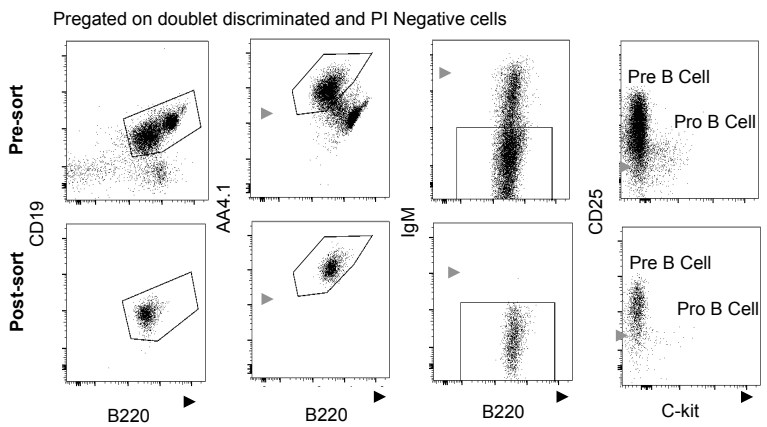 Pregated on doublet discriminated and PI Negative cells
Pre-sort
CD19
AA4.1
IgM
CD25
Pre B Cell
Pro B Cell
Post-sort
Pre B Cell
Pro B Cell
B220
B220
B220
C-kit